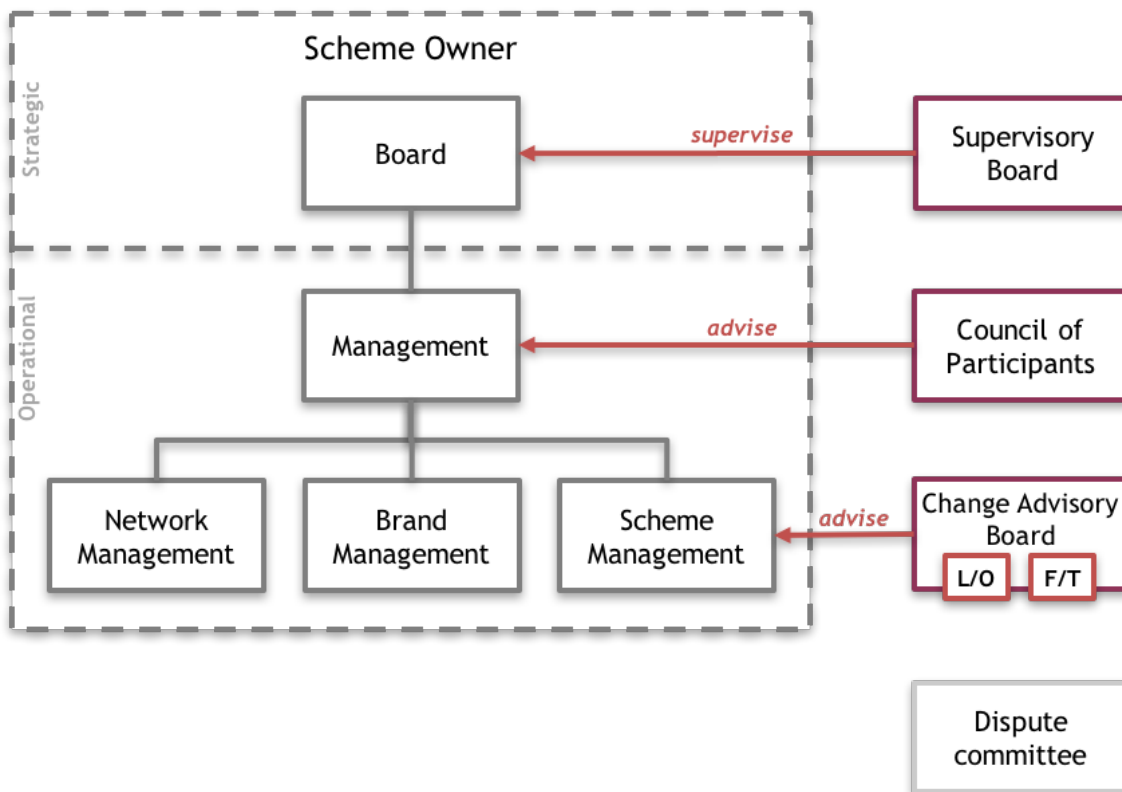 Scheme Owner
Strategic
Board
supervise
Supervisory
Board
Operational
Management
advise
Council of
Participants
Network
Management
Brand
Management
Scheme
Management
advise
Change Advisory
Board
L/O
F/T
Dispute
committee